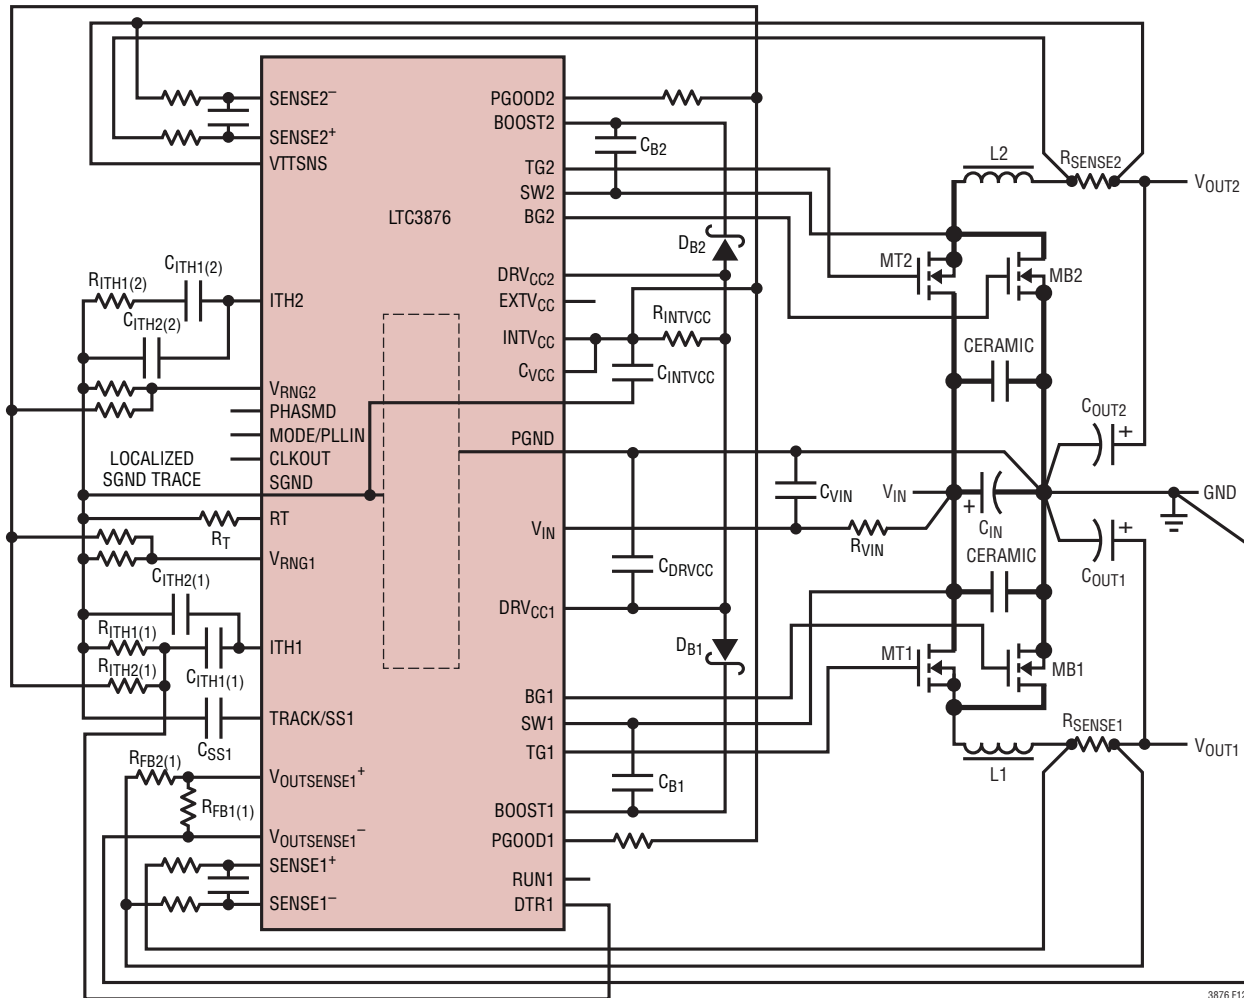 LTC3876
SENSE2–
SENSE2+
VTTSNS
ITH2
VRNG2
PHASMD
MODE/PLLIN
CLKOUT
SGND
RT
VRNG1
ITH1
TRACK/SS1
VOUTSENSE1+
VOUTSENSE1–
SENSE1+
SENSE1–
PGOOD2
BOOST2
TG2
SW2
BG2
DRVCC2
EXTVCC
INTVCC
CVCC
PGND
VIN
DRVCC1
BG1
SW1
TG1
BOOST1
PGOOD1
RUN1
DTR1
RITH1(2)
CITH1(2)
CITH2(2)
LOCALIZED
SGND TRACE
RT
CITH2(1)
RITH1(1)
RITH2(1)
CITH1(1)
CSS1
RFB2(1)
RFB1(1)
CB2
DB2
RINTVCC
CINTVCC
CVIN
RVIN
CDRVCC
DB1
CB1
L2
RSENSE2
VOUT2
MT2
MB2
CERAMIC
COUT2
+
VIN
+
CIN
GND
+
COUT1
CERAMIC
MT1
MB1
RSENSE1
L1
VOUT1
3876 F12